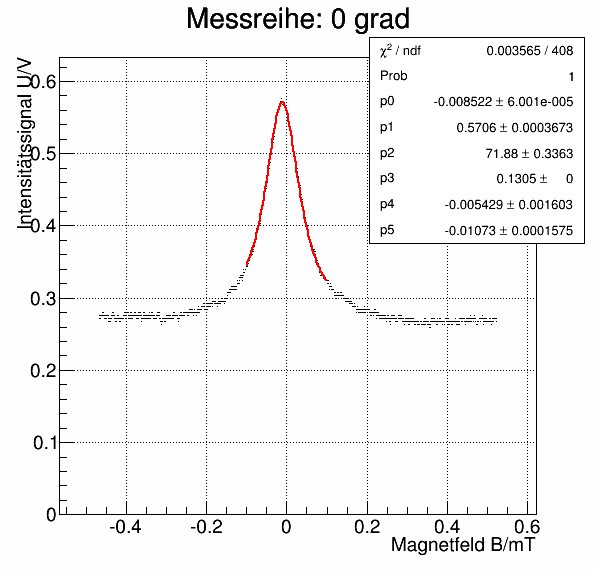 Messreihe: 0 grad
χ² / ndf 0.003565 / 408
Prob 1
p0 -0.008522 ± 6.001e-005
p1 0.5706 ± 0.0003673
p2 71.88 ± 0.3363
p3 0.1305 ± 0
p4 -0.005429 ± 0.001603
p5 -0.01073 ± 0.0001575
Intensitätssignal U/V
0.6
0.5
0.4
0.3
0.2
0.1
0
-0.4 -0.2 0 0.2 0.4 0.6
Magnetfeld B/mT